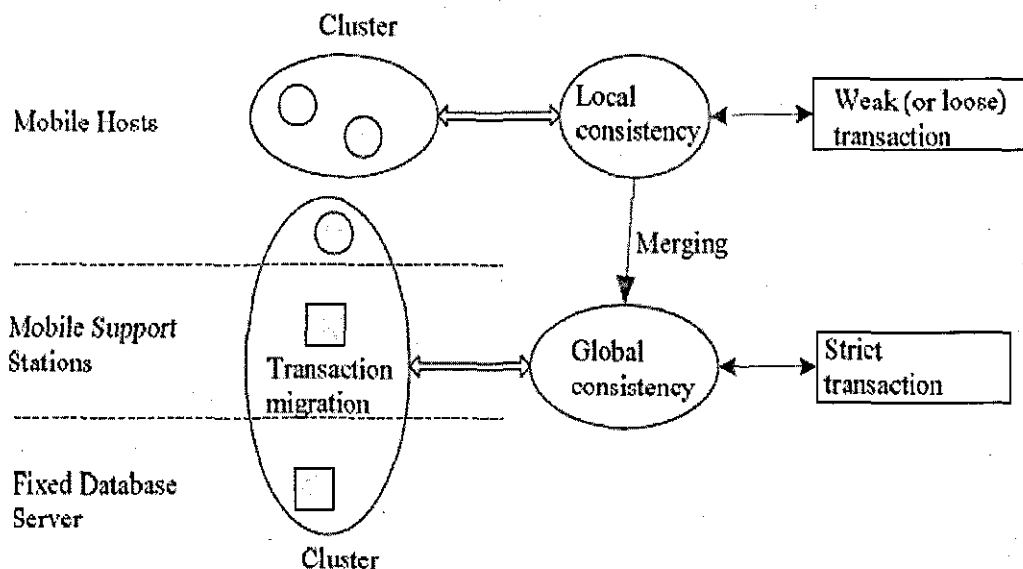 Cluster
Mobile Hosts
Local
consistency
Weak (or loose)
transaction
Merging
Mobile Support
Stations
Transaction
migration
Global
consistency
Strict
transaction
Fixed Database
Server
Cluster